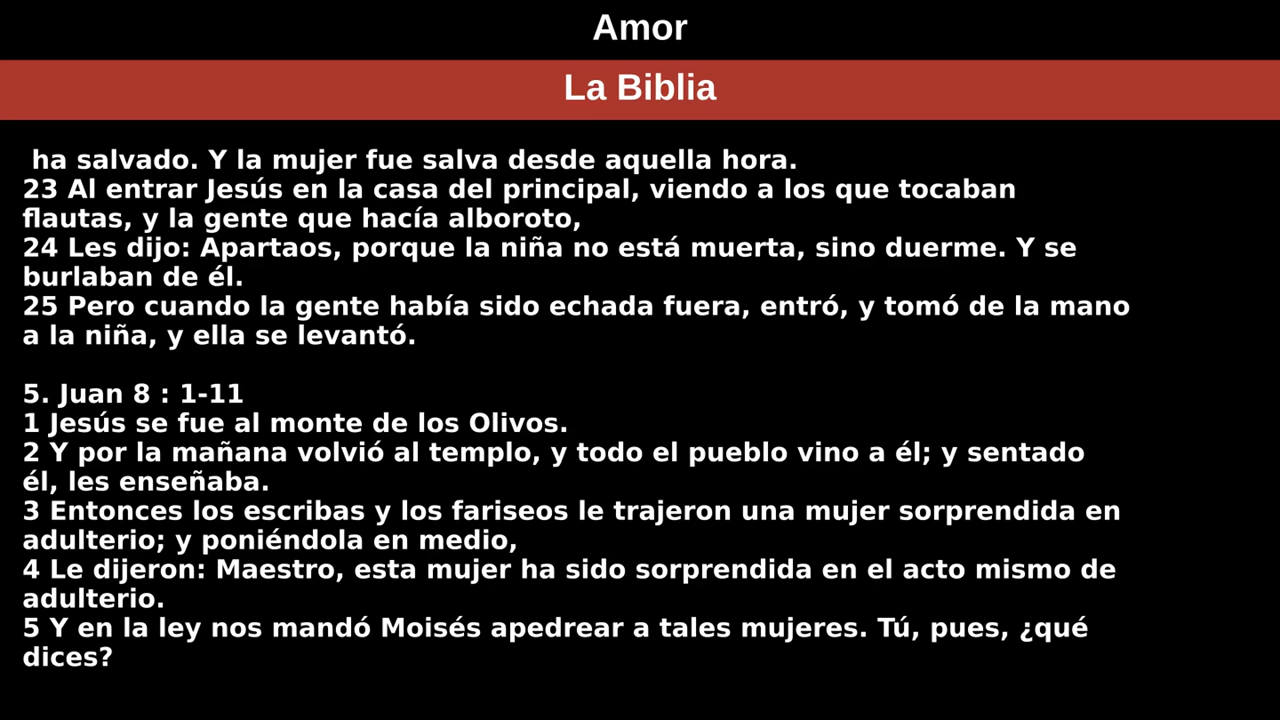 Amor
La Biblia
ha salvado. Y la mujer fue salva desde aquella hora.
23 Al entrar Jesús en la casa del principal, viendo a los que tocaban
flautas, y la gente que hacía alboroto,
24 Les dijo: Apartaos, porque la niña no está muerta, sino duerme. Y se
burlaban de él.
25 Pero cuando la gente había sido echada fuera, entró, y tomó de la mano
a la niña, y ella se levantó.
5. Juan 8 : 1-11
1 Jesús se fue al monte de los Olivos.
2 Y por la mañana volvió al templo, y todo el pueblo vino a él; y sentado
él, les enseñaba.
3 Entonces los escribas y los fariseos le trajeron una mujer sorprendida en
adulterio; y poniéndola en medio,
4 Le dijeron: Maestro, esta mujer ha sido sorprendida en el acto mismo de
adulterio.
5 Y en la ley nos mandó Moisés apedrear a tales mujeres. Tú, pues, ¿qué
dices?